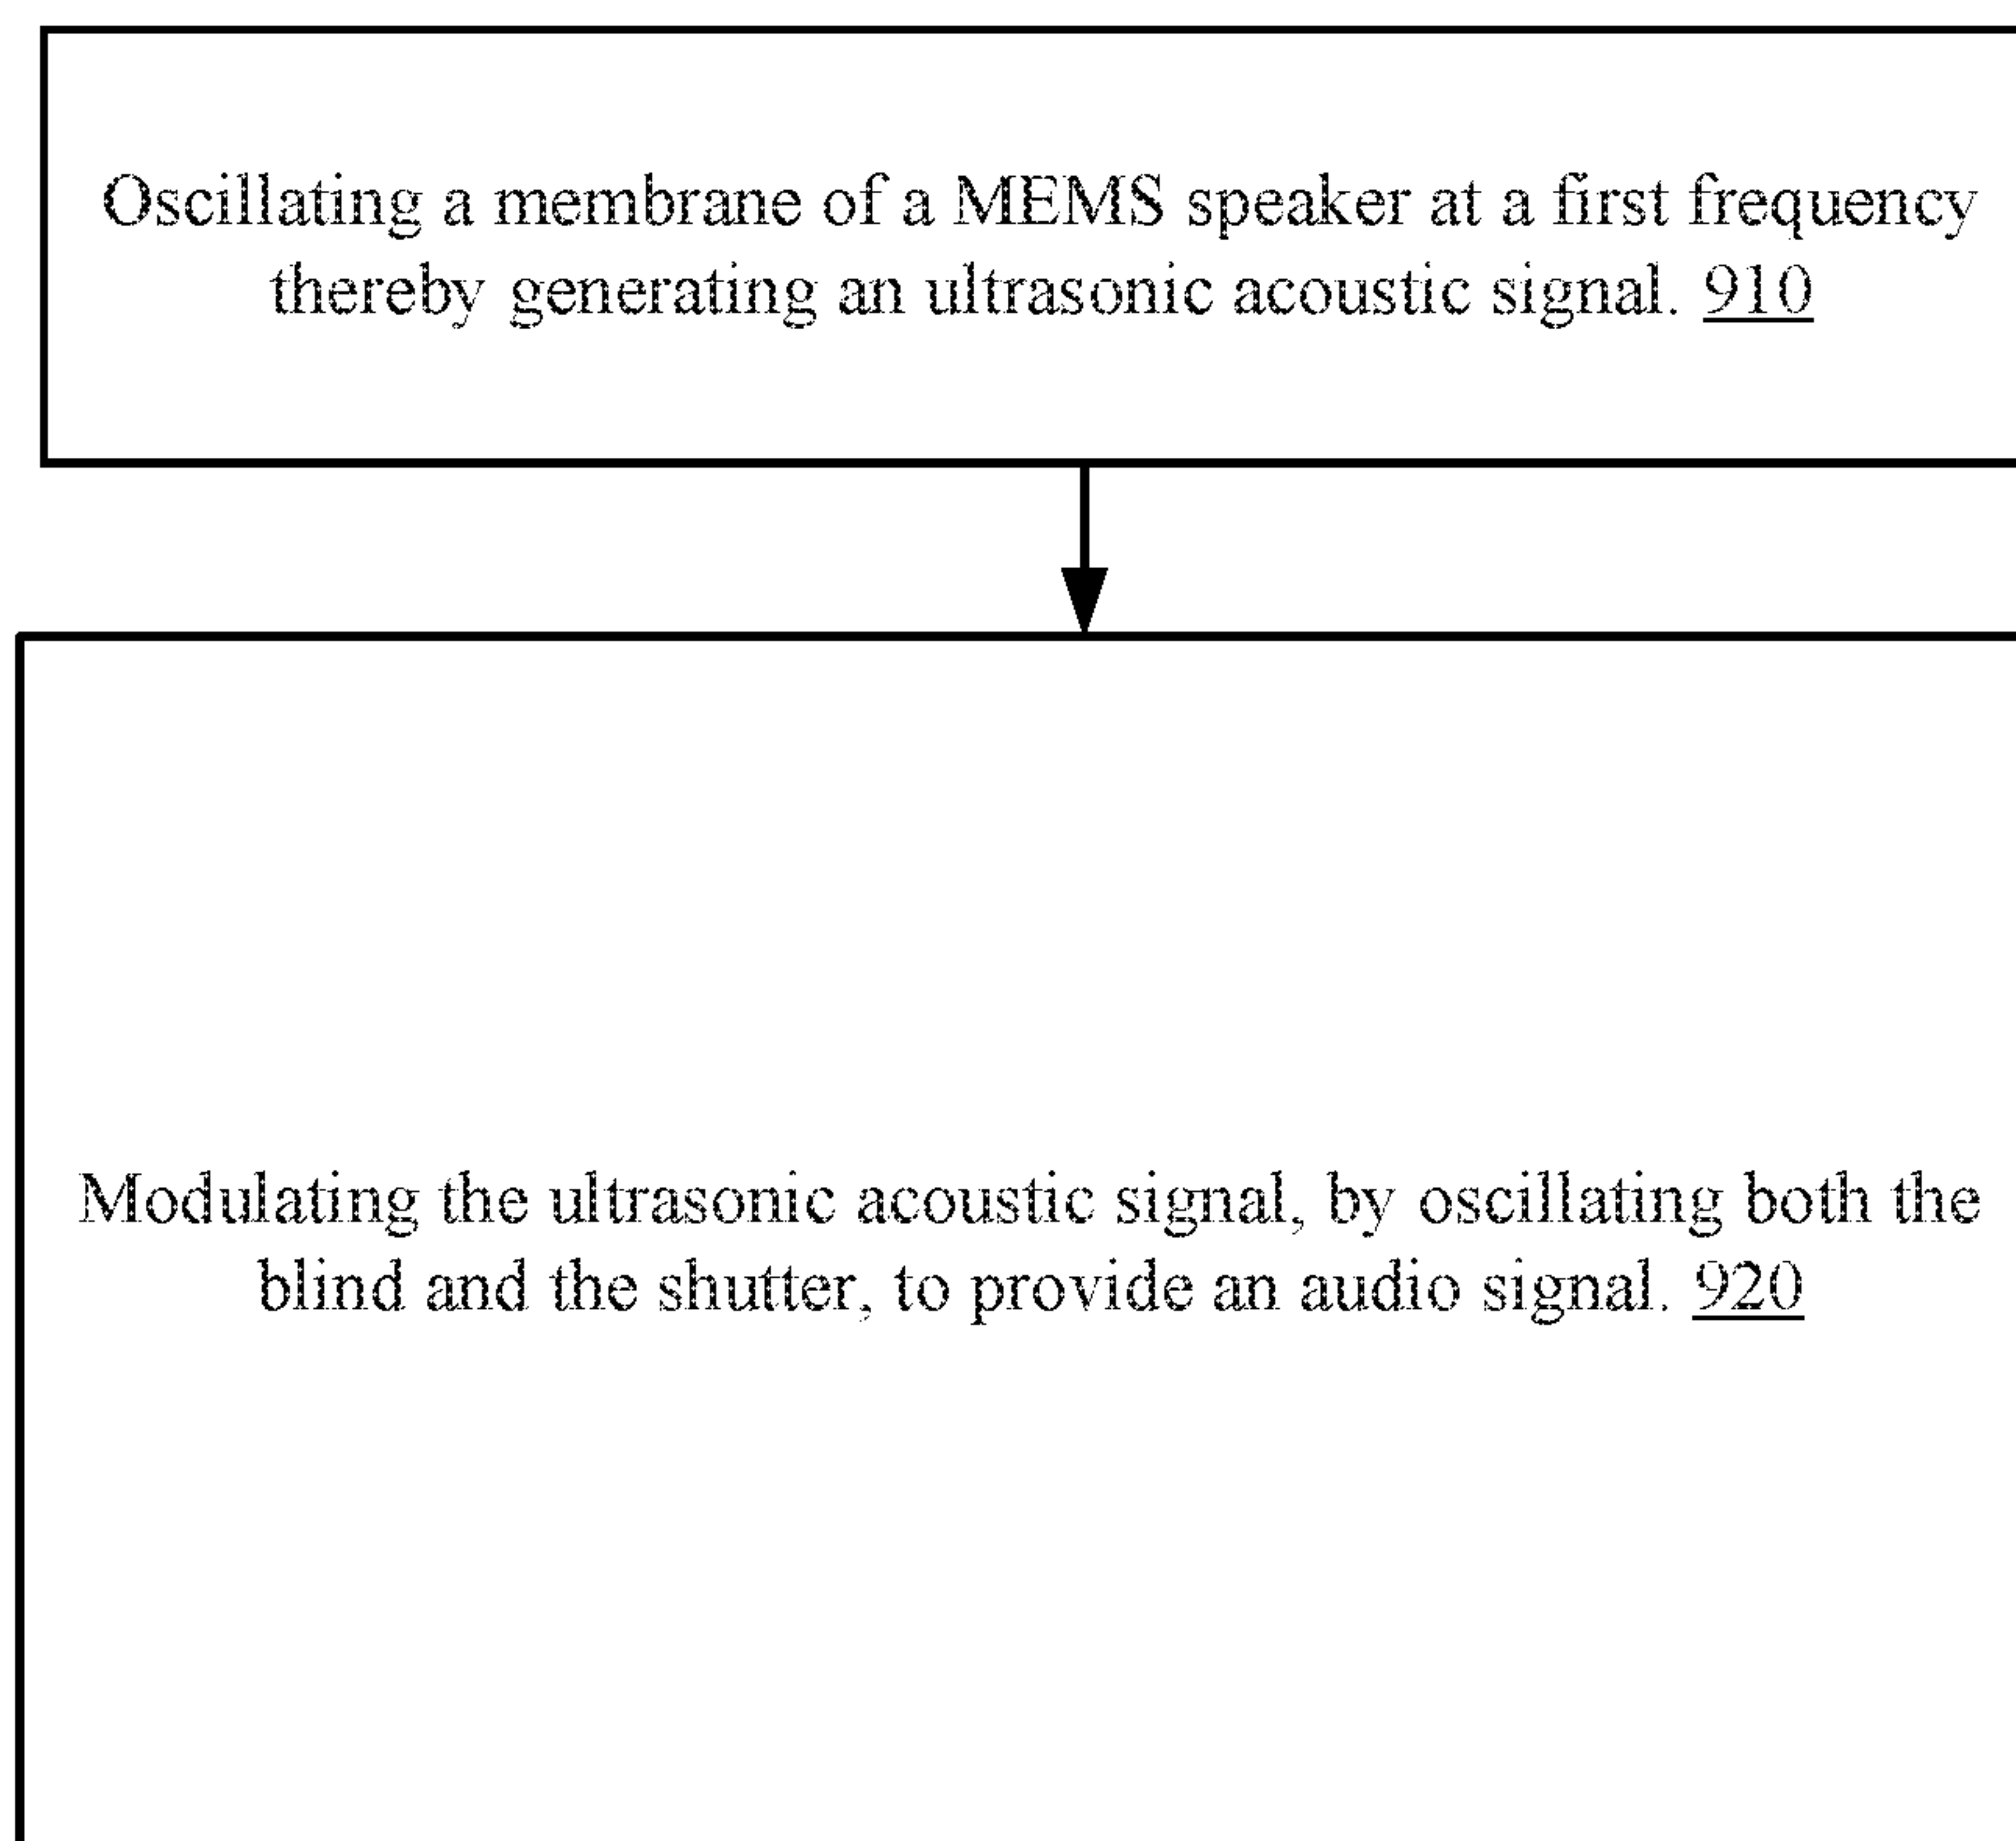 Oscillating a membrane of a MEMS speaker at a first frequency
thereby generating an ultrasonic acoustic signal. 910
Modulating the ultrasonic acoustic signal, by oscillating both the
blind and the shutter, to provide an audio signal. 920